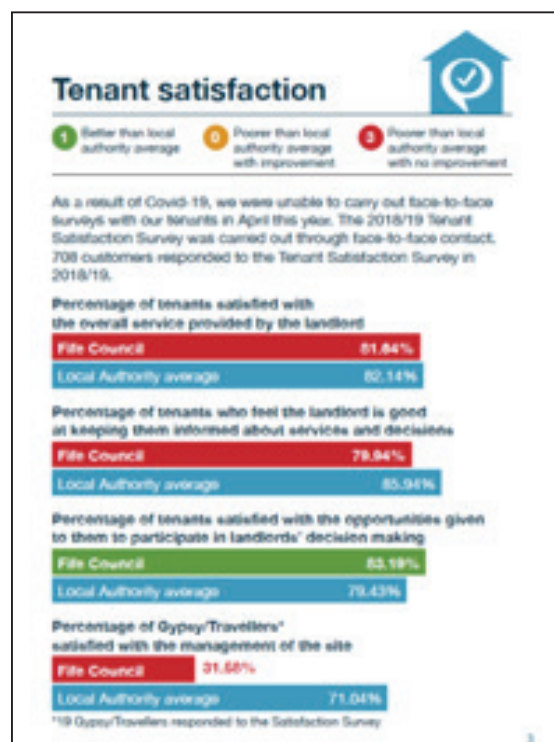 Tenant satisfaction
1 Better than local
authority average
0 Poorer than local
authority average
with improvement
3 Poorer than local
authority average
with no improvement
As a result of Covid-19, we were unable to carry out face-to-face
surveys with our tenants in April this year. The 2018/19 Tenant
Satisfaction Survey was carried out through face-to-face contact.
708 customers responded to the Tenant Satisfaction Survey in
2018/19.
Percentage of tenants satisfied with
the overall service provided by the landlord
Fife Council 81.64%
Local Authority average 82.14%
Percentage of tenants who feel the landlord is good
at keeping them informed about services and decisions
Fife Council 79.94%
Local Authority average 85.94%
Percentage of tenants satisfied with the opportunities given
to them to participate in landlords' decision making
Fife Council 83.19%
Local Authority average 79.43%
Percentage of Gypsy/Travellers*
satisfied with the management of the site
Fife Council 31.58%
Local Authority average 71.04%
*19 Gypsy/Travellers responded to the Satisfaction Survey